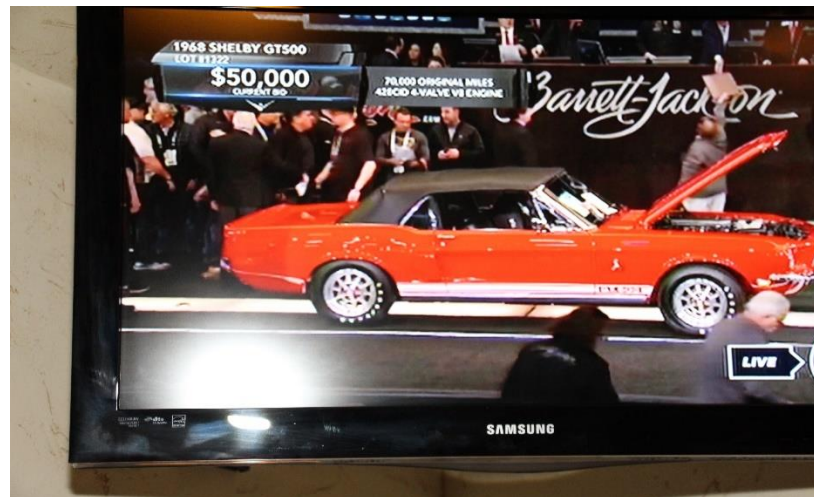 1968 SHELBY GT500
LOT #1322
$50,000
CURRENT BID
70,000 ORIGINAL MILES
428CID 4-VALVE V8 ENGINE
Barrett-Jackson
LIVE
SAMSUNG